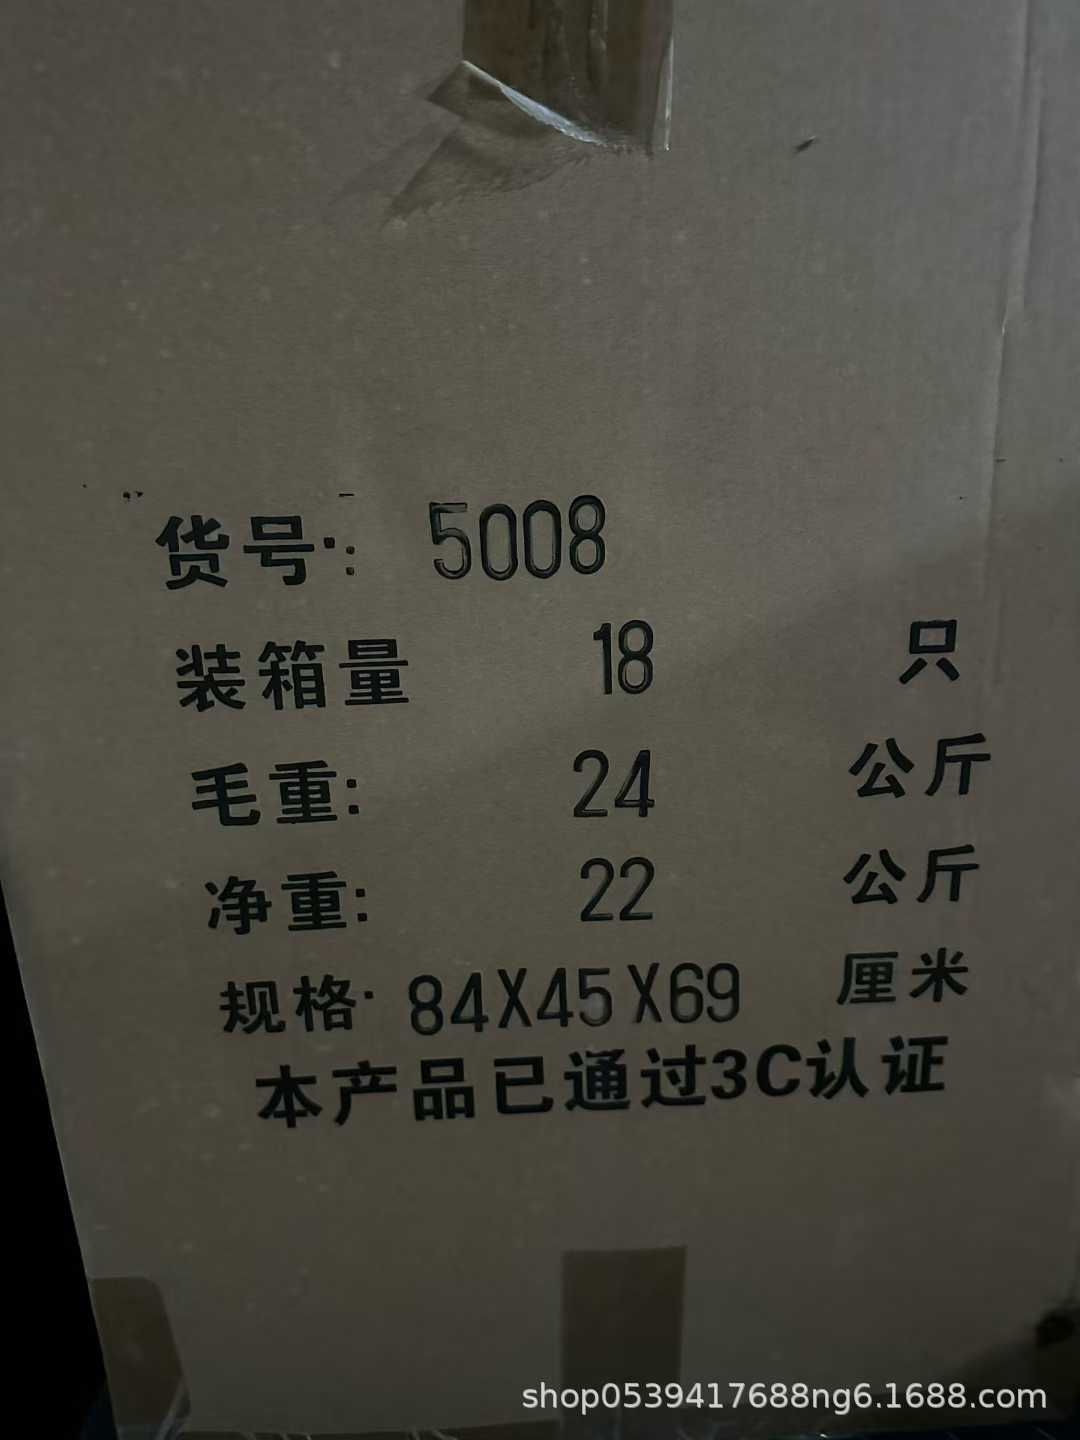 货号: 5008
装箱量 18 只
毛重: 24 公斤
净重: 22 公斤
规格: 84X45X69 厘米
本产品已通过3C认证
shop0539417688ng6.1688.com